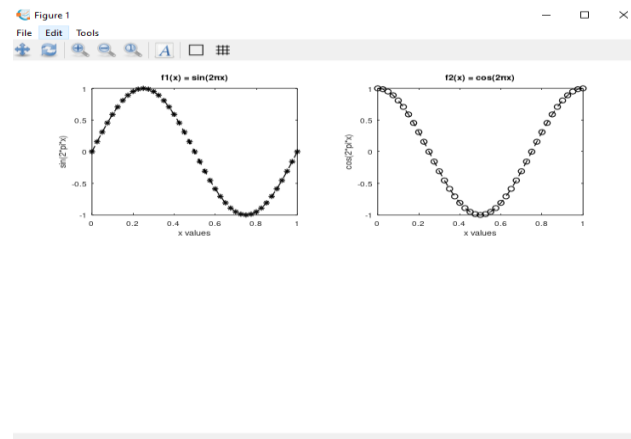 Figure 1
File Edit Tools
A
f1(x) = sin(2πx)
sin(2*pi*x)
1
0.5
0
-0.5
-1
0 0.2 0.4 0.6 0.8 1
x values
f2(x) = cos(2πx)
cos(2*pi*x)
1
0.5
0
-0.5
-1
0 0.2 0.4 0.6 0.8 1
x values